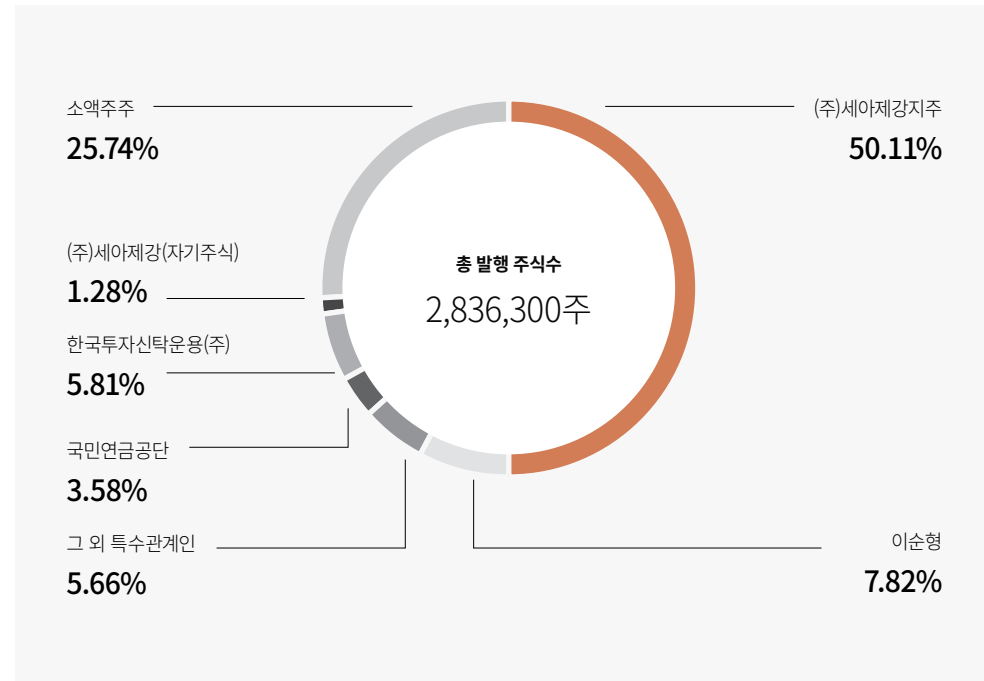 소액주주
25.74%
(주)세아제강지주
50.11%
(주)세아제강(자기주식)
1.28%
한국투자신탁운용(주)
5.81%
국민연금공단
3.58%
그 외 특수관계인
5.66%
총 발행 주식수
2,836,300주
이순형
7.82%